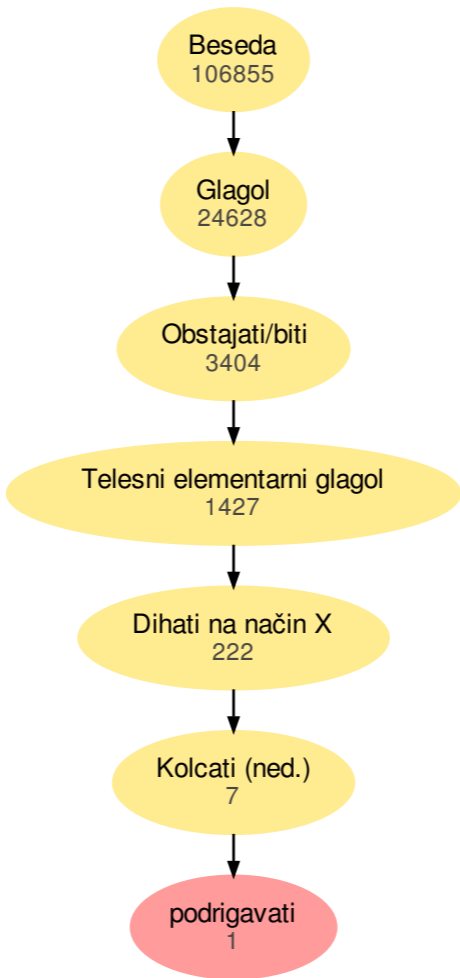 Beseda
106855
Glagol
24628
Obstajati/biti
3404
Telesni elementarni glagol
1427
Dihati na način X
222
Kolcati (ned.)
7
podrigavati
1